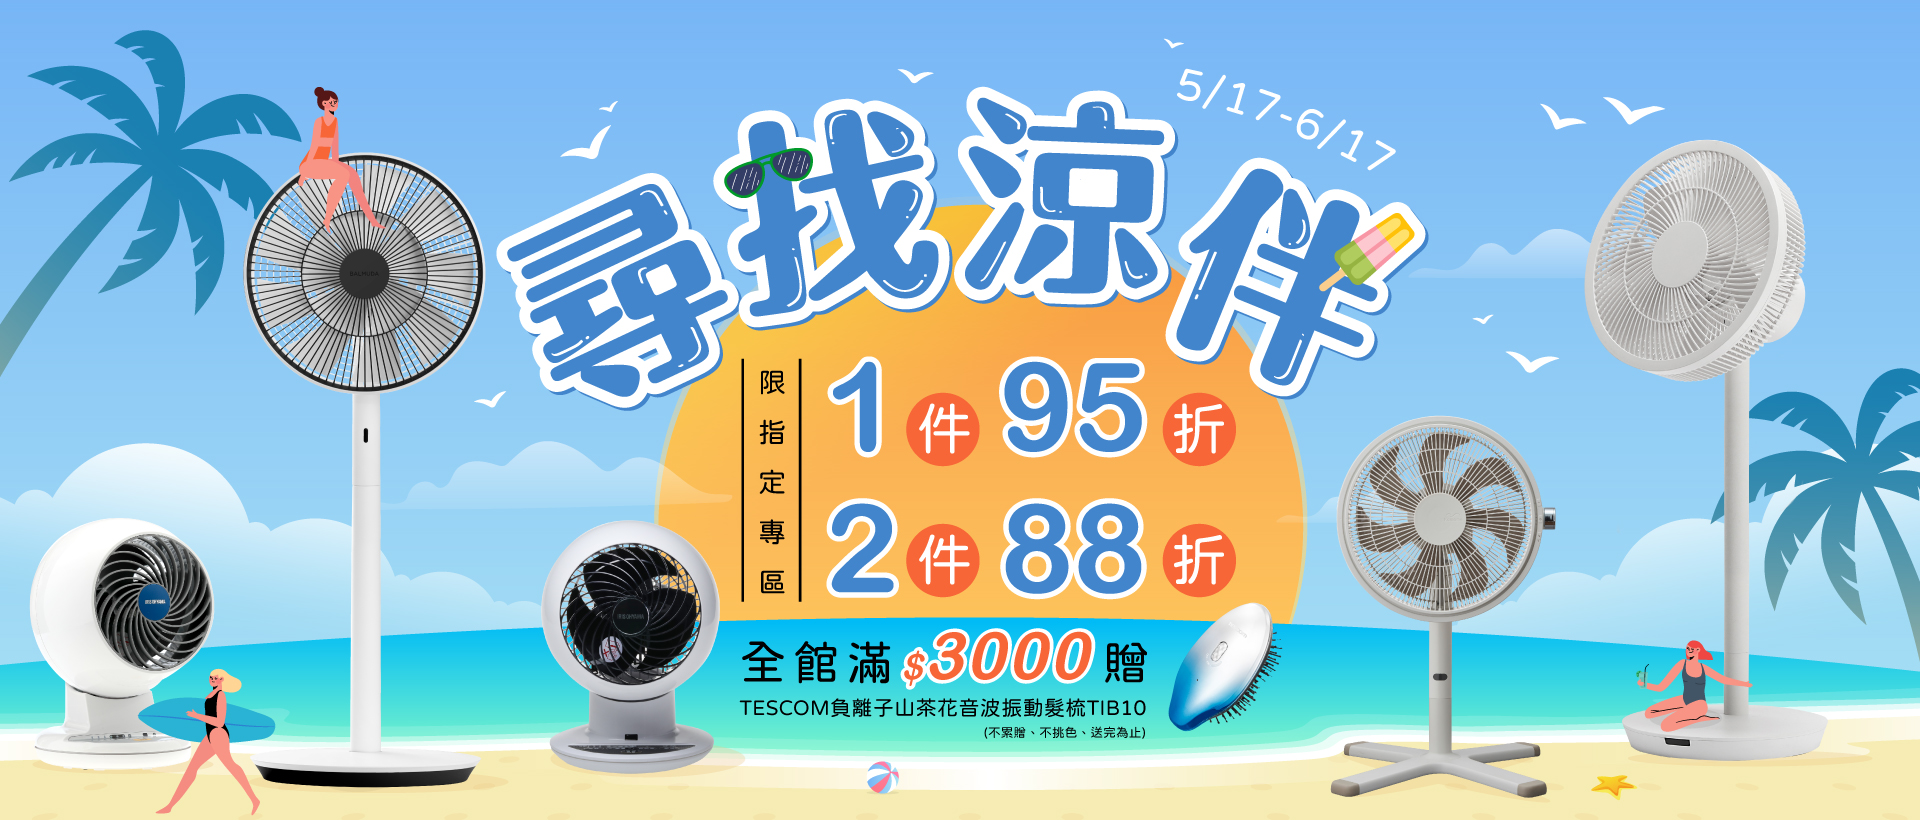 5/17-6/17
尋找涼伴
限指定專區
1件 95折
2件 88折
全館滿$3000贈
TESCOM負離子山茶花音波振動髮梳TIB10
(不累贈、不挑色、送完為止)
BALMUDA
IRIS OHYAMA